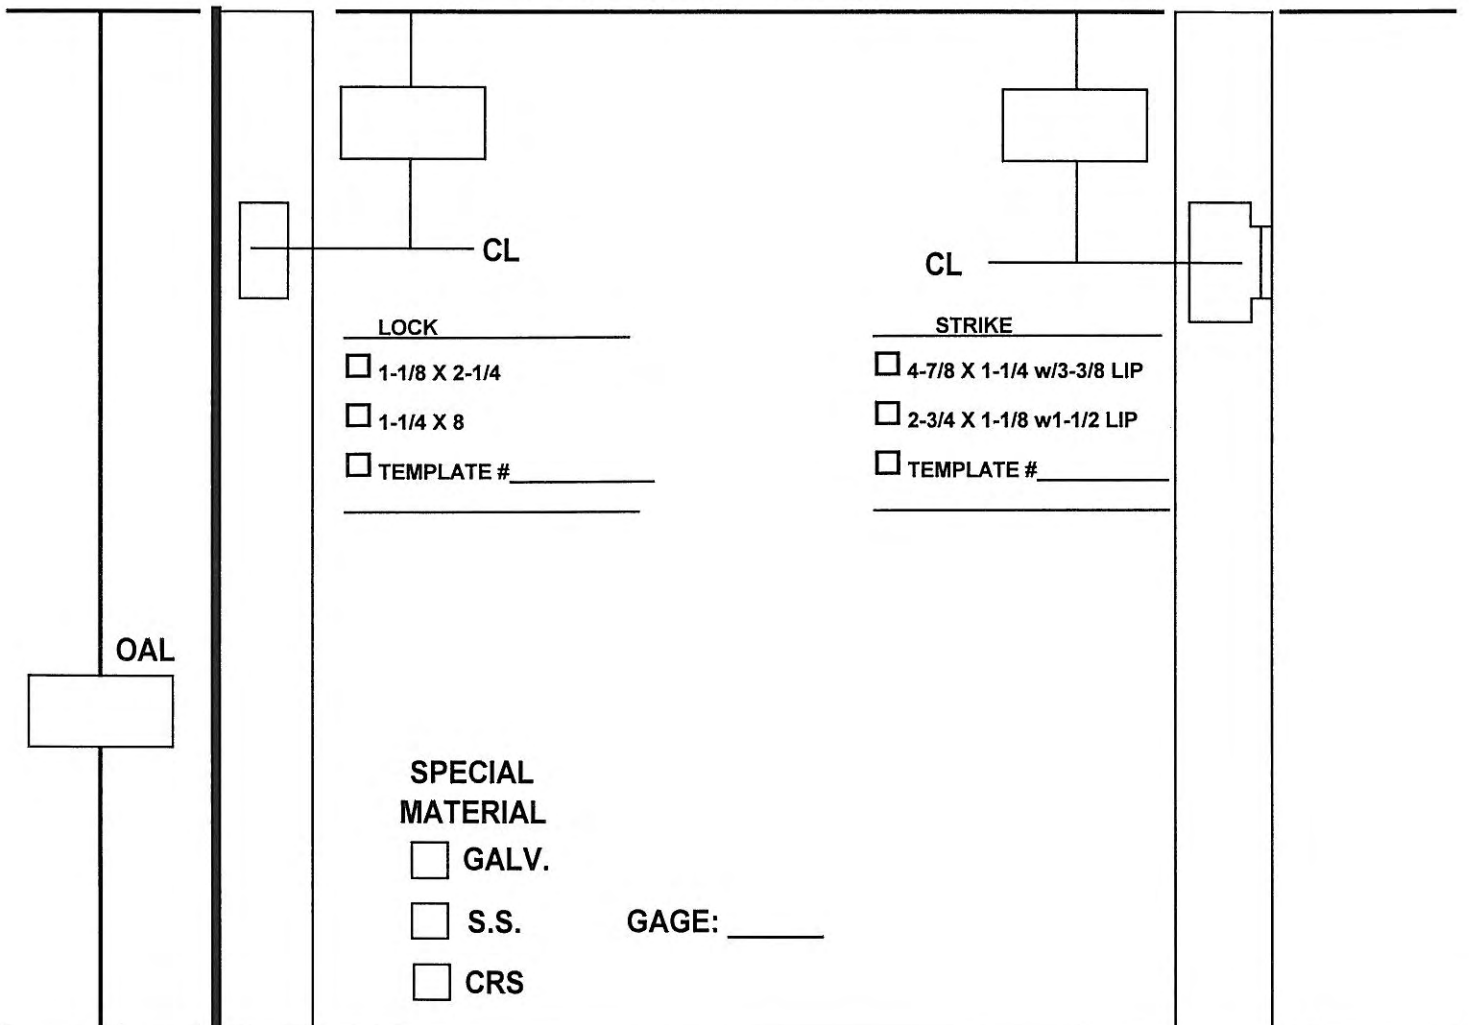 CL
CL
LOCK
1-1/8 X 2-1/4
1-1/4 X 8
TEMPLATE #
STRIKE
4-7/8 X 1-1/4 w/3-3/8 LIP
2-3/4 X 1-1/8 w1-1/2 LIP
TEMPLATE #
OAL
SPECIAL
MATERIAL
GALV.
S.S.
GAGE:
CRS